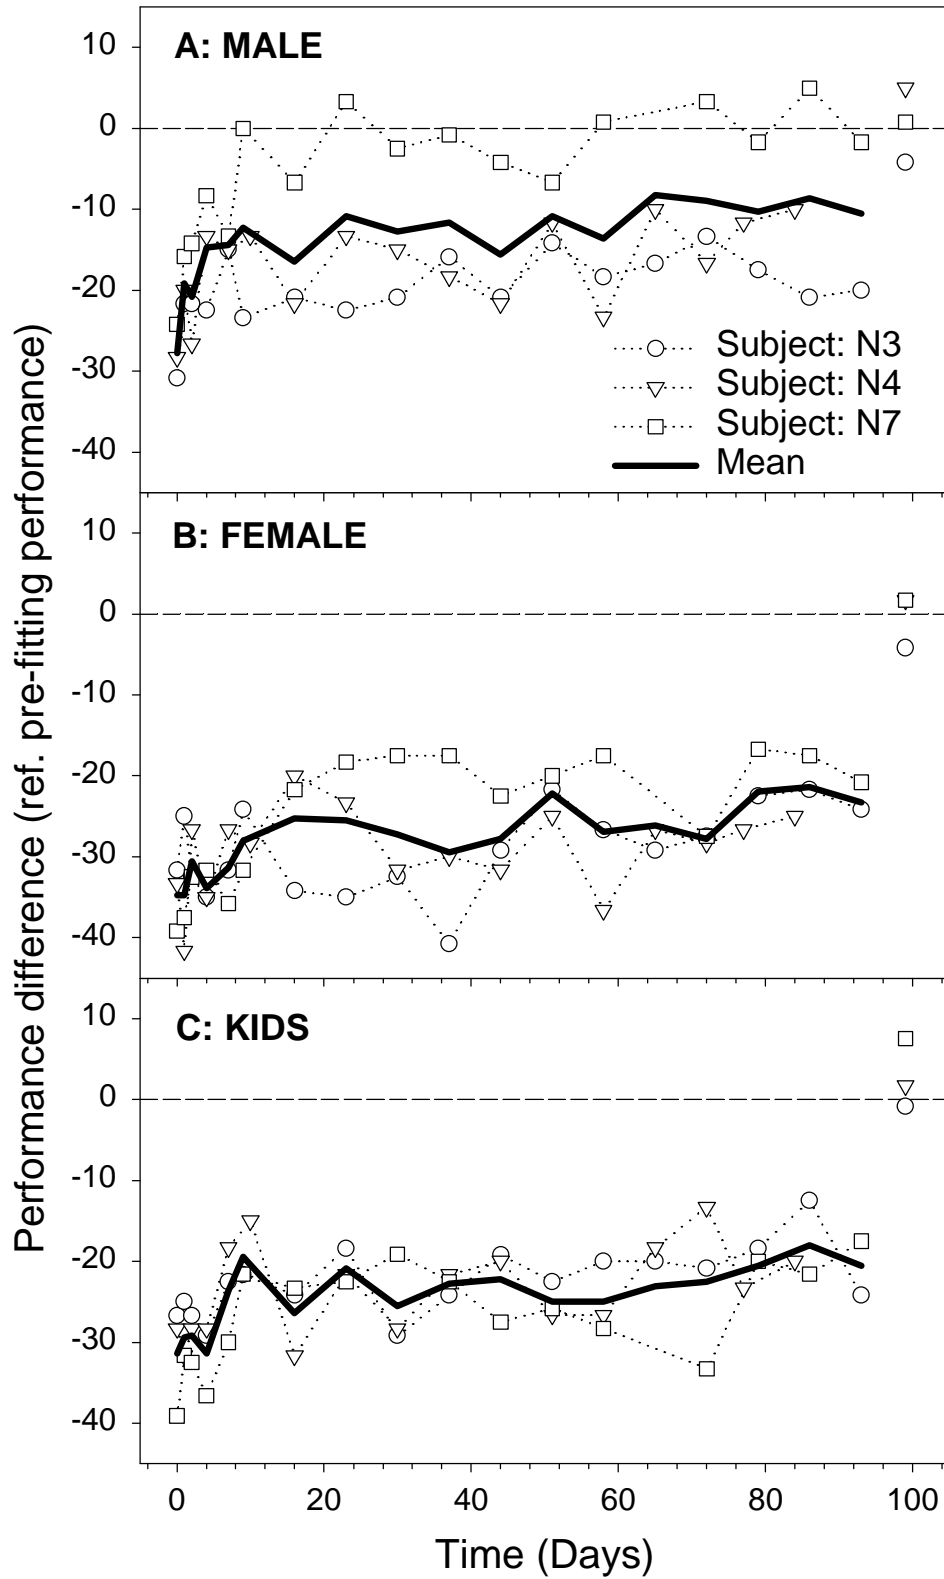 Performance difference (ref. pre-fitting performance)
A: MALE
10
0
-10
-20
-30
-40
Subject: N3
Subject: N4
Subject: N7
Mean
B: FEMALE
10
0
-10
-20
-30
-40
C: KIDS
10
0
-10
-20
-30
-40
0 20 40 60 80 100
Time (Days)